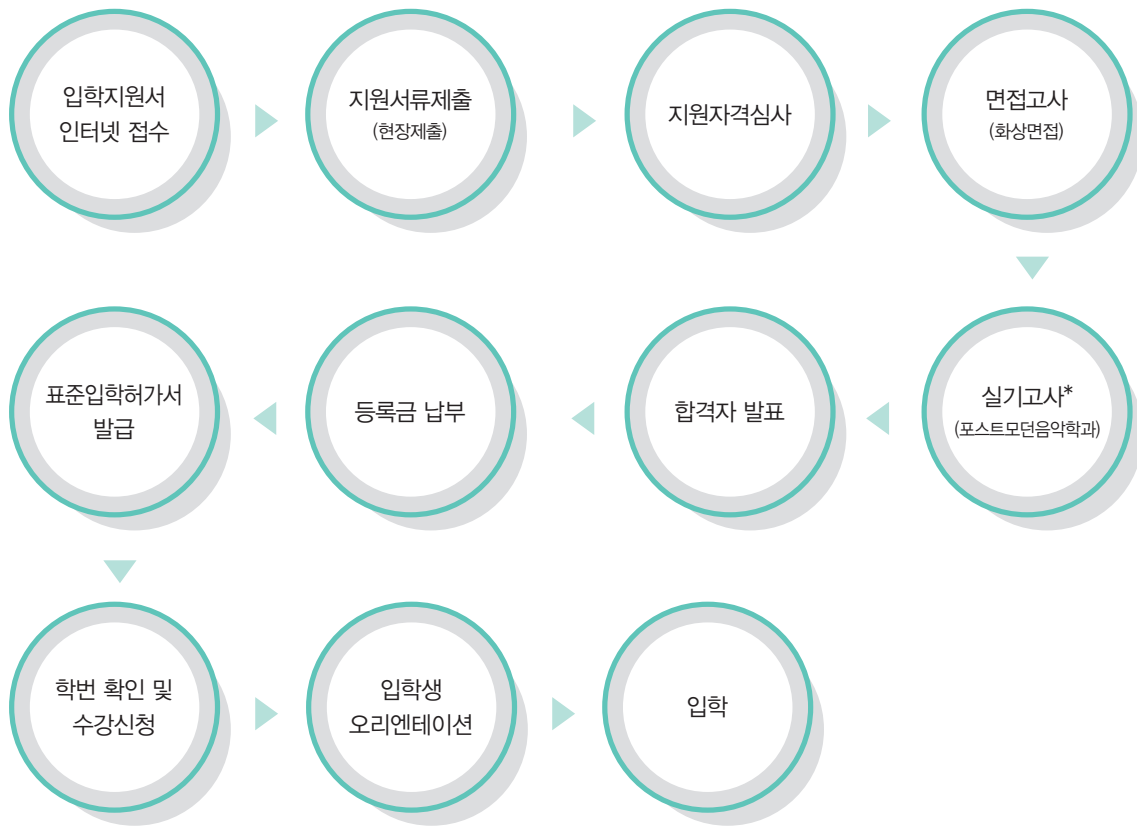 입학지원서
인터넷 접수
지원서류제출
(현장제출)
지원자격심사
면접고사
(화상면접)
실기고사*
(포스트모던음악학과)
합격자 발표
등록금 납부
표준입학허가서
발급
학번 확인 및
수강신청
입학생
오리엔테이션
입학